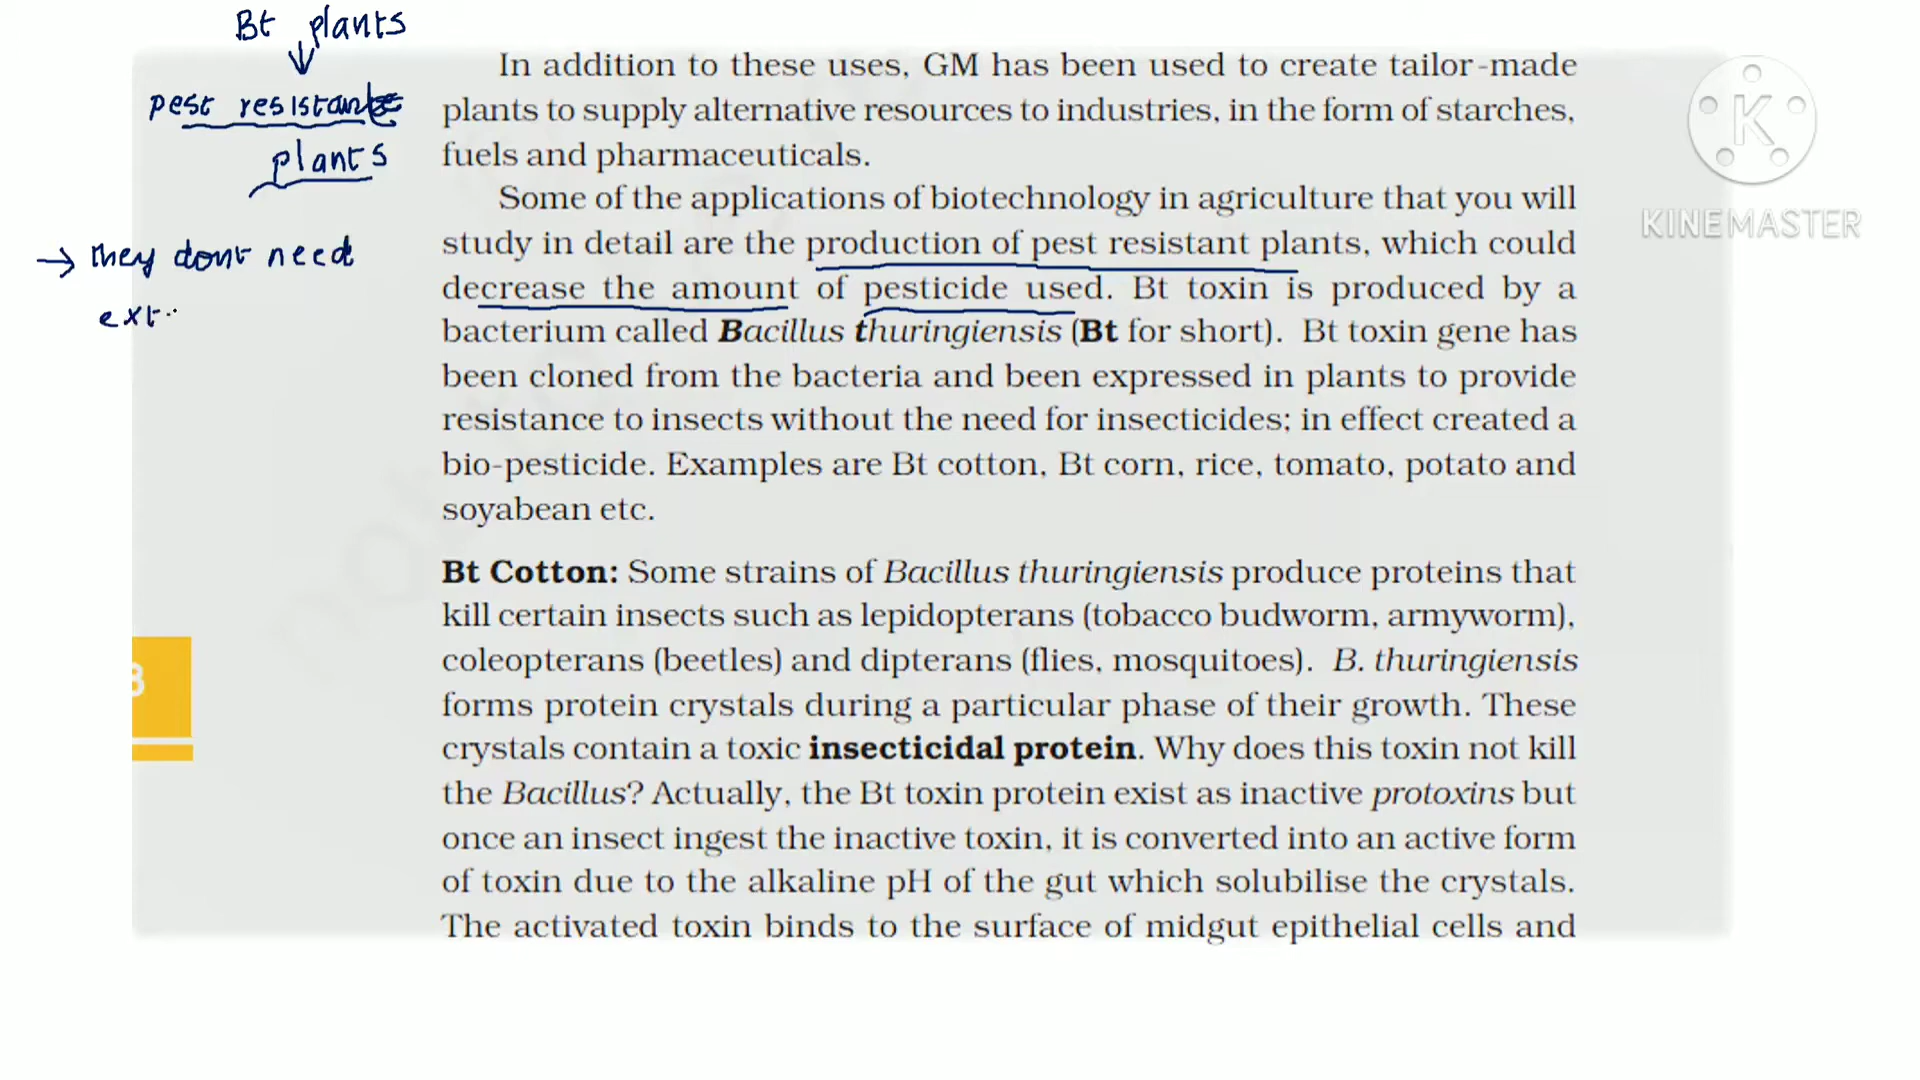 Bt plants
pest resistant
plants
→ they dont need
ext
In addition to these uses, GM has been used to create tailor-made
plants to supply alternative resources to industries, in the form of starches,
fuels and pharmaceuticals.
Some of the applications of biotechnology in agriculture that you will
study in detail are the production of pest resistant plants, which could
decrease the amount of pesticide used. Bt toxin is produced by a
bacterium called Bacillus thuringiensis (Bt for short). Bt toxin gene has
been cloned from the bacteria and been expressed in plants to provide
resistance to insects without the need for insecticides; in effect created a
bio-pesticide. Examples are Bt cotton, Bt corn, rice, tomato, potato and
soyabean etc.
Bt Cotton: Some strains of Bacillus thuringiensis produce proteins that
kill certain insects such as lepidopterans (tobacco budworm, armyworm),
coleopterans (beetles) and dipterans (flies, mosquitoes). B. thuringiensis
forms protein crystals during a particular phase of their growth. These
crystals contain a toxic insecticidal protein. Why does this toxin not kill
the Bacillus? Actually, the Bt toxin protein exist as inactive protoxins but
once an insect ingest the inactive toxin, it is converted into an active form
of toxin due to the alkaline pH of the gut which solubilise the crystals.
The activated toxin binds to the surface of midgut epithelial cells and
K
KINEMASTER